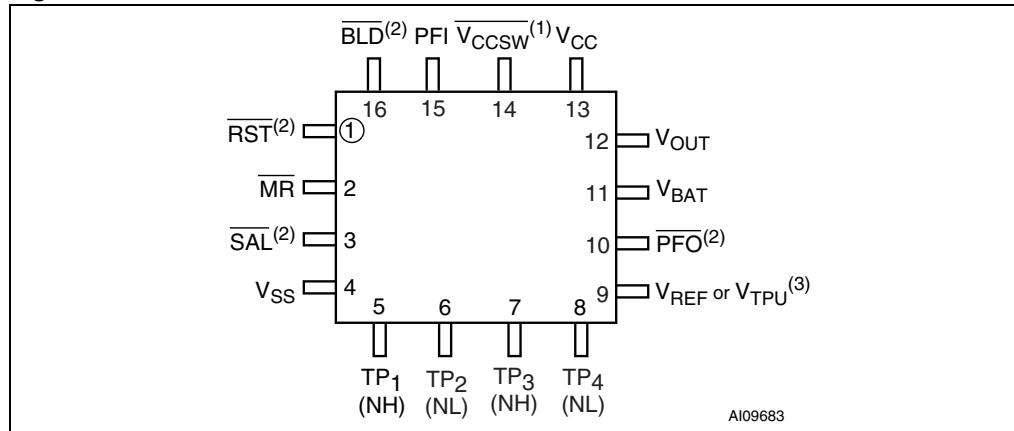 BLD(2) PFI VCCSW(1) VCC
16 15 14 13
RST(2) 1 12 VOUT
MR 2 11 VBAT
SAL(2) 3 10 PFO(2)
VSS 4 9 VREF or VTPU(3)
5 6 7 8
TP1 TP2 TP3 TP4
(NH) (NL) (NH) (NL)
AI09683